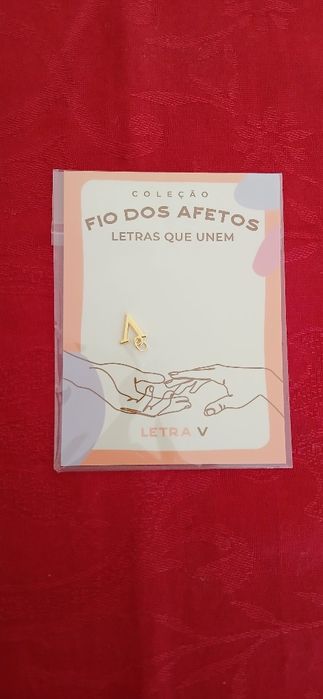 COLEÇÃO
FIO DOS AFETOS
LETRAS QUE UNEM
LETRA V